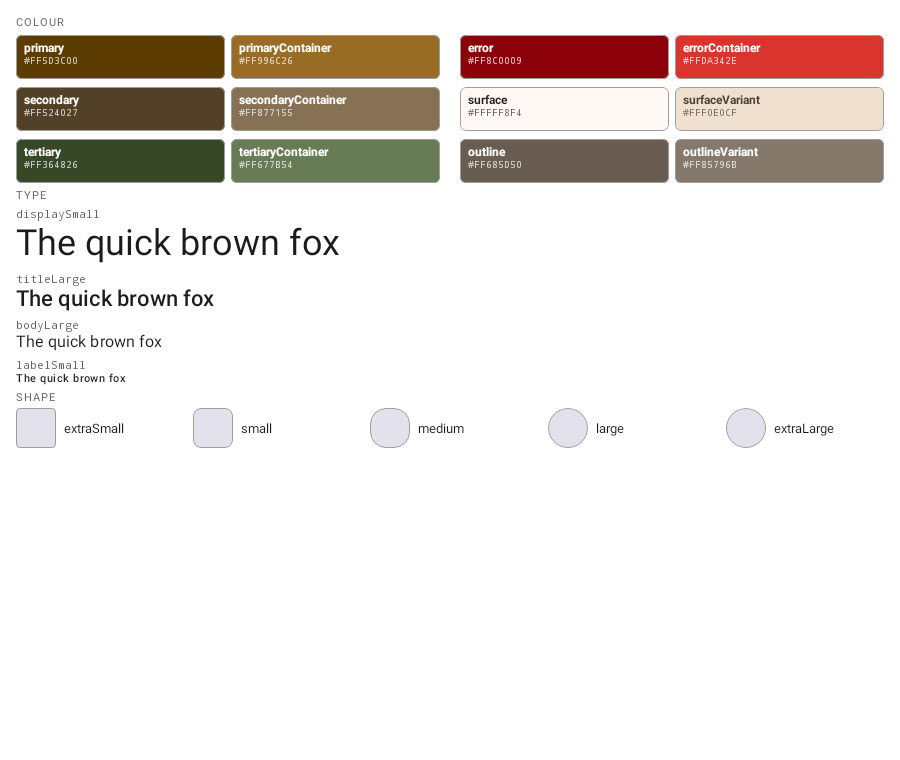 COLOUR
primary
#FF5D3C00
primaryContainer
#FF996C26
error
#FF8C0009
errorContainer
#FFDA342E
secondary
#FF524027
secondaryContainer
#FF877155
surface
#FFFFF8F4
surfaceVariant
#FFF0E0CF
tertiary
#FF364826
tertiaryContainer
#FF677B54
outline
#FF685D50
outlineVariant
#FF85796B
TYPE
displaySmall
The quick brown fox
titleLarge
The quick brown fox
bodyLarge
The quick brown fox
labelSmall
The quick brown fox
SHAPE
extraSmall
small
medium
large
extraLarge